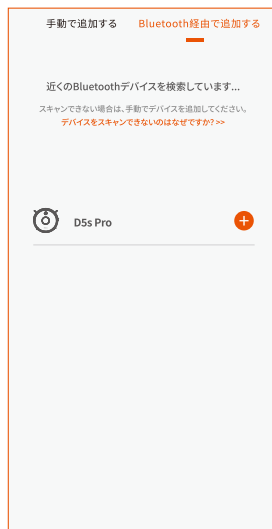 手動で追加する Bluetooth経由で追加する
近くのBluetoothデバイスを検索しています...
スキャンできない場合は、手動でデバイスを追加してください。
デバイスをスキャンできないのはなぜですか? >>
D5s Pro